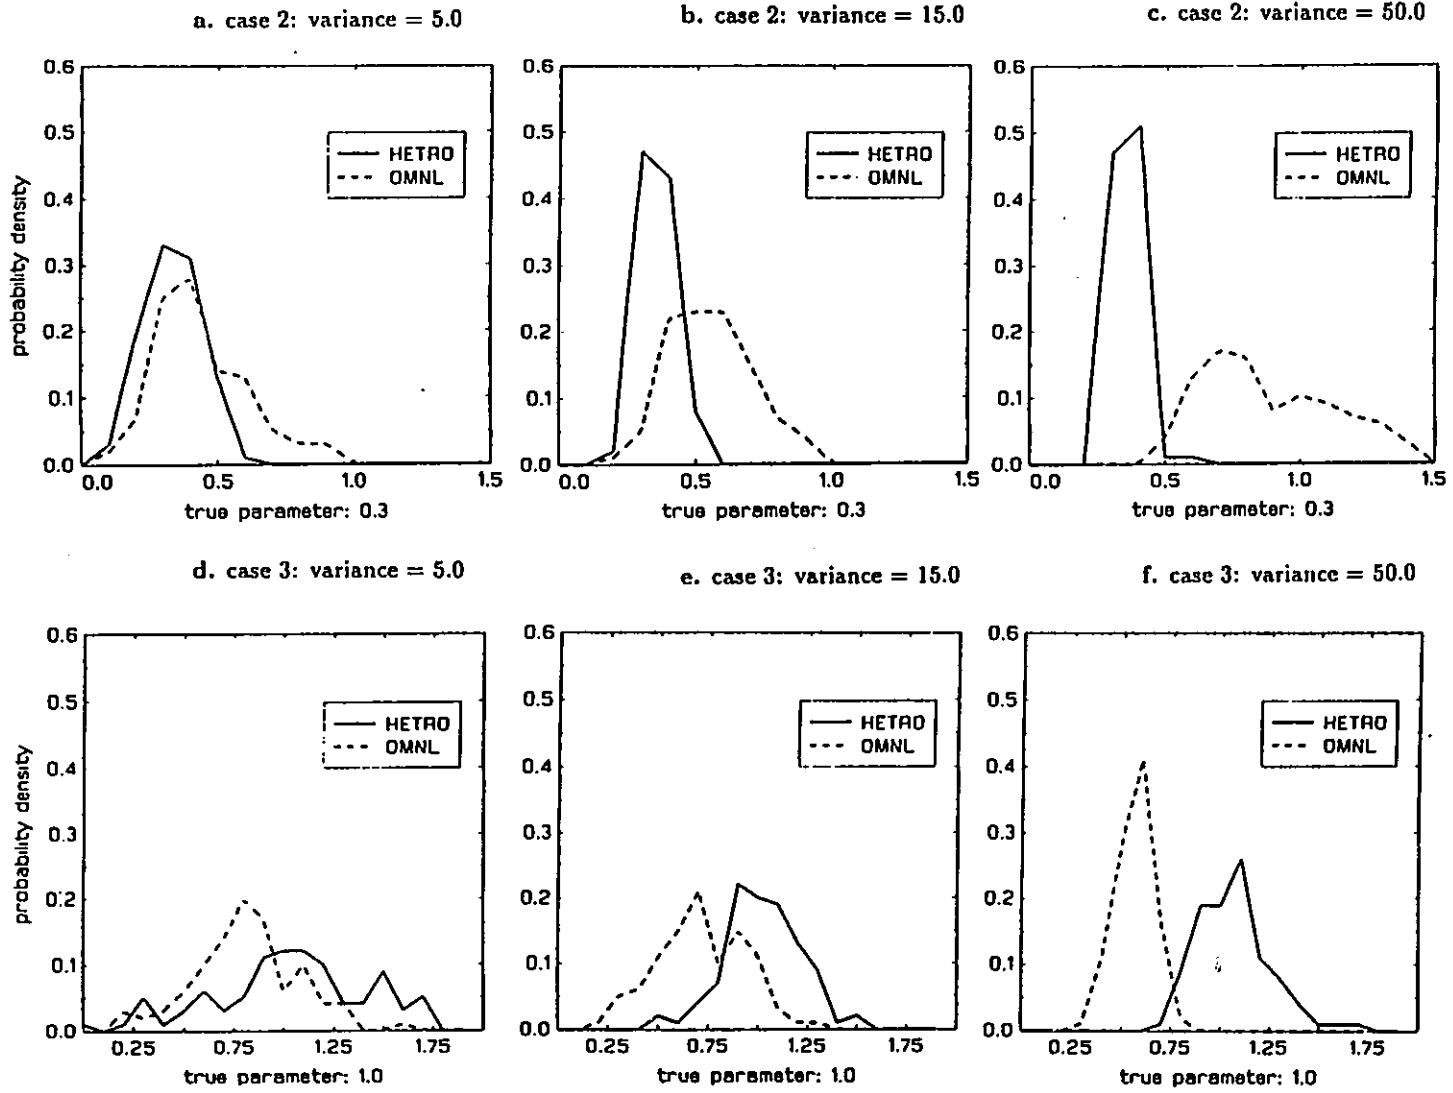 a. case 2: variance = 5.0
b. case 2: variance = 15.0
c. case 2: variance = 50.0
probability density
0.6
0.5
0.4
0.3
0.2
0.1
0.0
HETRO
OMNL
0.0 0.5 1.0 1.5
true parameter: 0.3
0.6
0.5
0.4
0.3
0.2
0.1
0.0
HETRO
OMNL
0.0 0.5 1.0 1.5
true parameter: 0.3
0.6
0.5
0.4
0.3
0.2
0.1
0.0
HETRO
OMNL
0.0 0.5 1.0 1.5
true parameter: 0.3
d. case 3: variance = 5.0
e. case 3: variance = 15.0
f. case 3: variance = 50.0
probability density
0.6
0.5
0.4
0.3
0.2
0.1
0.0
HETRO
OMNL
0.25 0.75 1.25 1.75
true parameter: 1.0
0.6
0.5
0.4
0.3
0.2
0.1
0.0
HETRO
OMNL
0.25 0.75 1.25 1.75
true parameter: 1.0
0.6
0.5
0.4
0.3
0.2
0.1
0.0
HETRO
OMNL
0.25 0.75 1.25 1.75
true parameter: 1.0